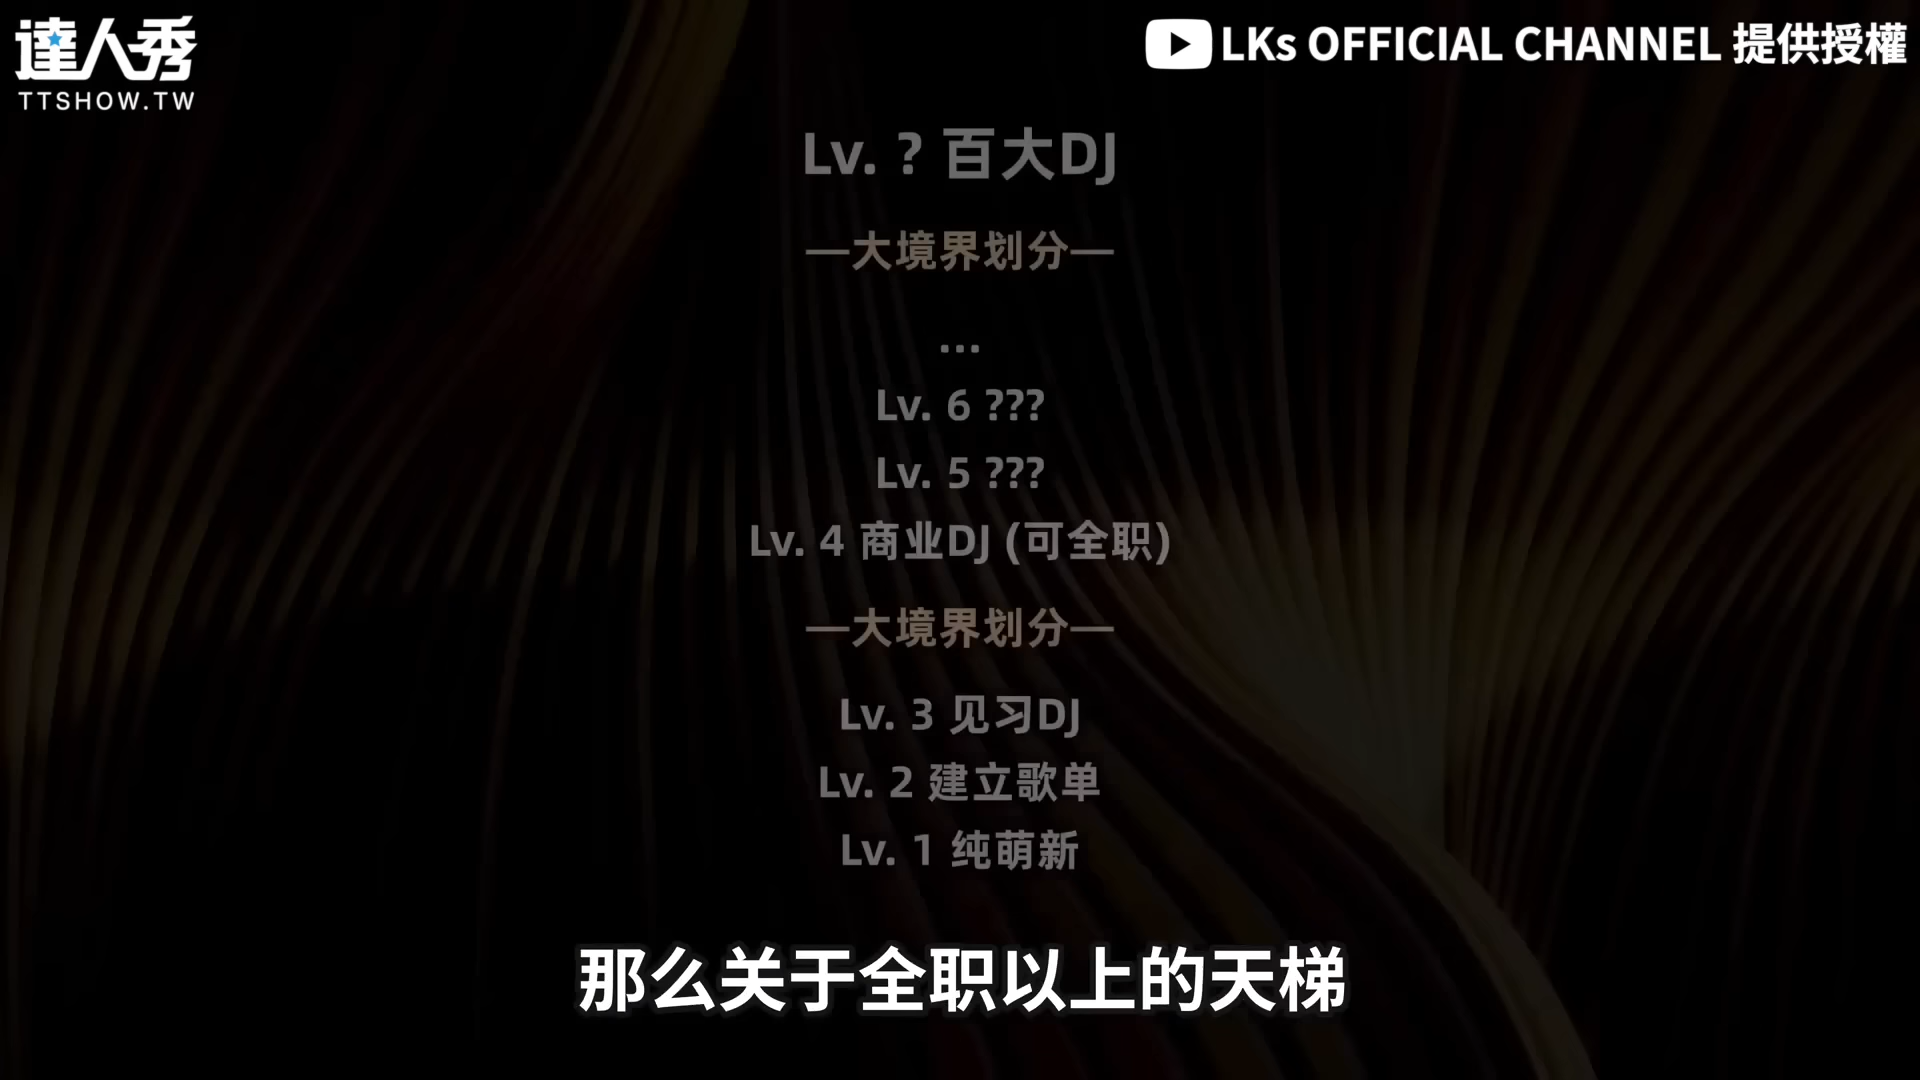 達人秀
TTSHOW.TW
LKs OFFICIAL CHANNEL 提供授權
Lv. ? 百大DJ
—大境界划分—
...
Lv. 6 ???
Lv. 5 ???
Lv. 4 商业DJ (可全职)
—大境界划分—
Lv. 3 见习DJ
Lv. 2 建立歌单
Lv. 1 纯萌新
那么关于全职以上的天梯